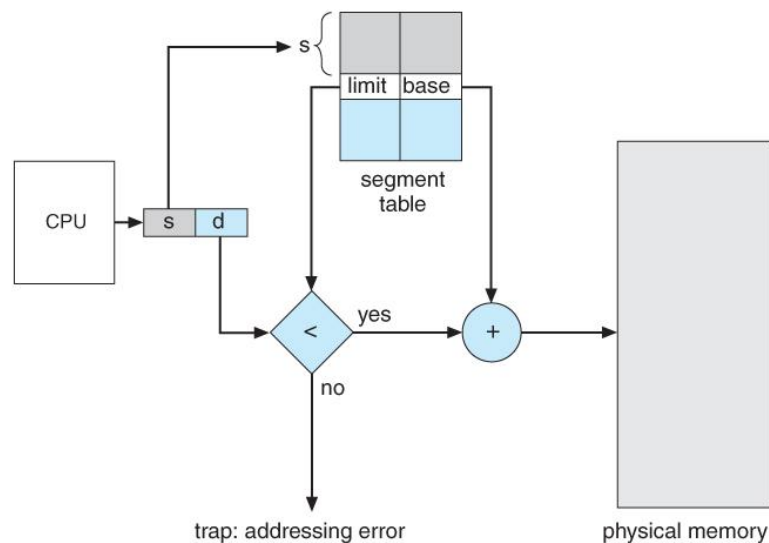 s
limit base
segment
table
CPU
s d
<
yes
+
no
trap: addressing error
physical memory